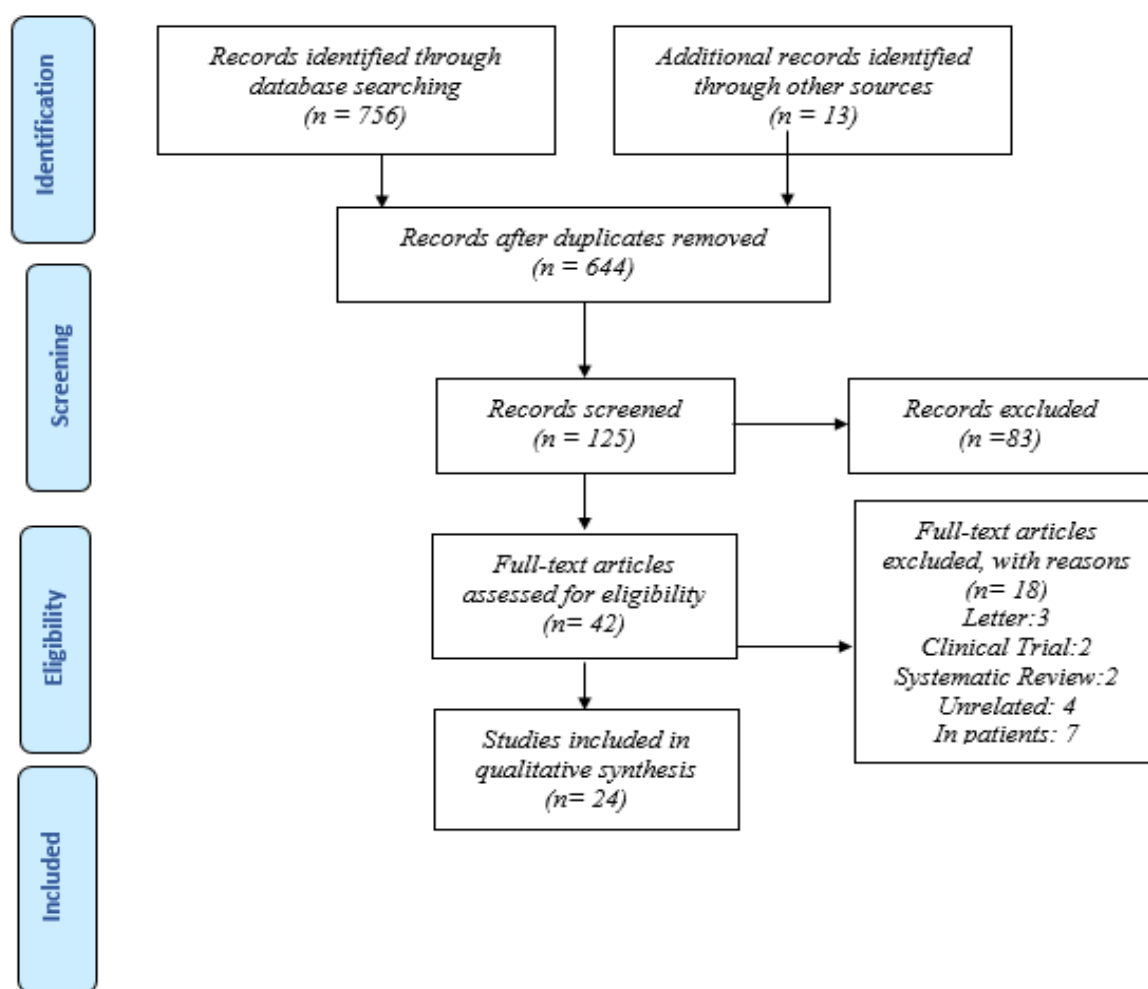 Identification
Records identified through
database searching
(n = 756)
Additional records identified
through other sources
(n = 13)
Records after duplicates removed
(n = 644)
Screening
Records screened
(n = 125)
Records excluded
(n =83)
Eligibility
Full-text articles
assessed for eligibility
(n= 42)
Full-text articles
excluded, with reasons
(n= 18)
Letter:3
Clinical Trial:2
Systematic Review:2
Unrelated: 4
In patients: 7
Included
Studies included in
qualitative synthesis
(n= 24)